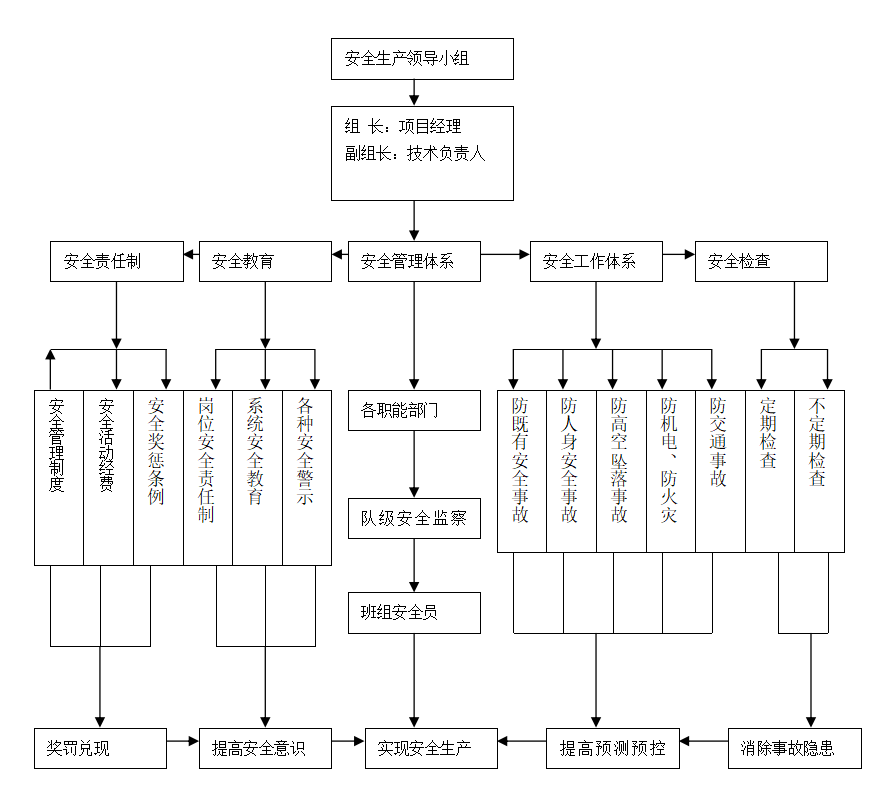 安全生产领导小组
组 长：项目经理
副组长：技术负责人
安全责任制
安全教育
安全管理体系
安全工作体系
安全检查
安全管理制度
安全活动经费
安全奖惩条例
岗位安全责任制
系统安全教育
各种安全警示
各职能部门
队级安全监察
班组安全员
防既有安全事故
防人身安全事故
防高空坠落事故
防机电、防火灾
防交通事故
定期检查
不定期检查
奖罚兑现
提高安全意识
实现安全生产
提高预测预控
消除事故隐患